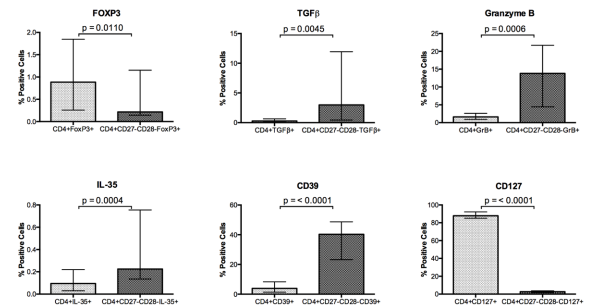 FOXP3
p = 0.0110
% Positive Cells
2.0
1.5
1.0
0.5
0.0
CD4+FoxP3+
CD4+CD27-CD28-FoxP3+
TGFβ
p = 0.0045
% Positive Cells
15
10
5
0
CD4+TGFβ+
CD4+CD27-CD28-TGFβ+
Granzyme B
p = 0.0006
% Positive Cells
25
20
15
10
5
0
CD4+GrB+
CD4+CD27-CD28-GrB+
IL-35
p = 0.0004
% Positive Cells
0.8
0.6
0.4
0.2
0.0
CD4+IL-35+
CD4+CD27-CD28-IL-35+
CD39
p = < 0.0001
% Positive Cells
60
40
20
0
CD4+CD39+
CD4+CD27-CD28-CD39+
CD127
p = < 0.0001
% Positive Cells
100
80
60
40
20
0
CD4+CD127+
CD4+CD27-CD28-CD127+